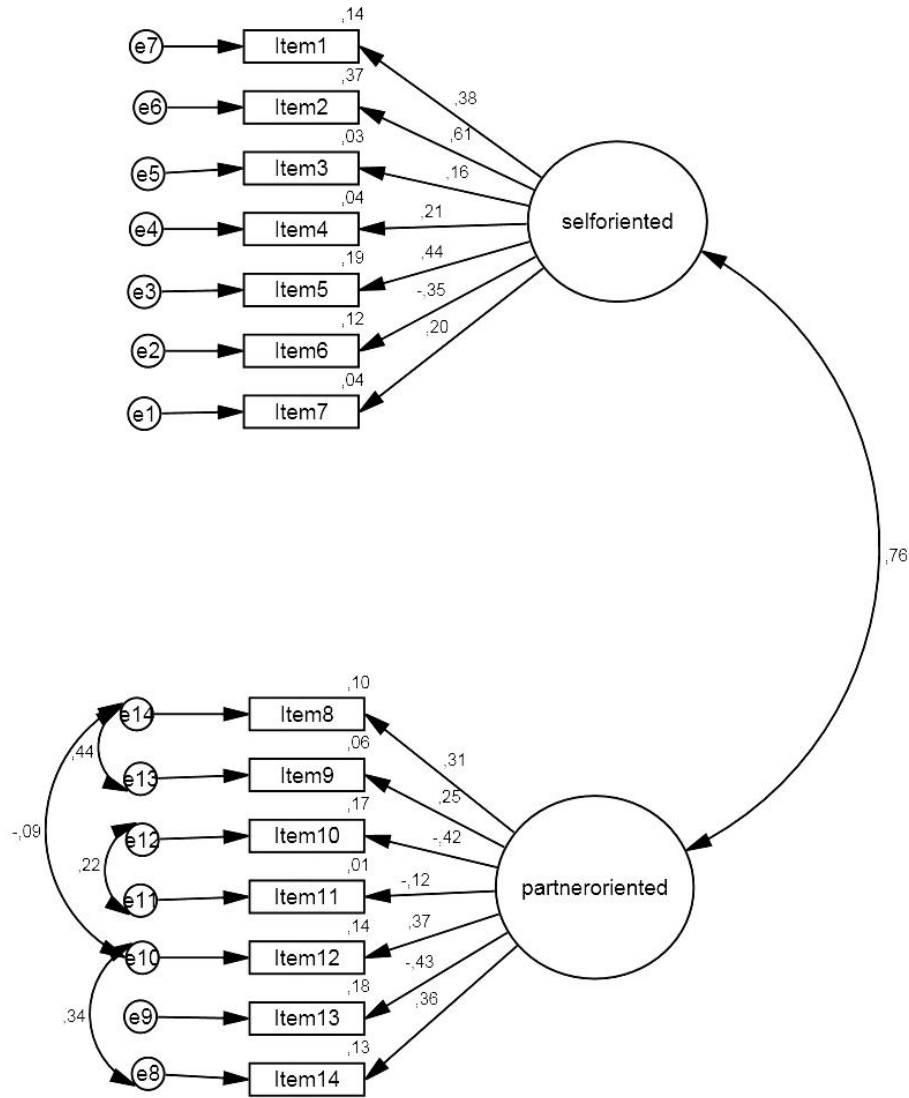 ,14
e7 Item1
,38
,37
e6 Item2
,61
,03
e5 Item3
,16
,04
e4 Item4
,21
selforiented
,19
e3 Item5
,44
,12
e2 Item6
-,35
,04
e1 Item7
,20
,76
,10
e14 Item8
,31
,44
,06
e13 Item9
,25
-,09
,17
e12 Item10
-,42
,22
,01
e11 Item11
-,12
partneroriented
,14
e10 Item12
,37
,18
e9 Item13
-,43
,34
,13
e8 Item14
,36